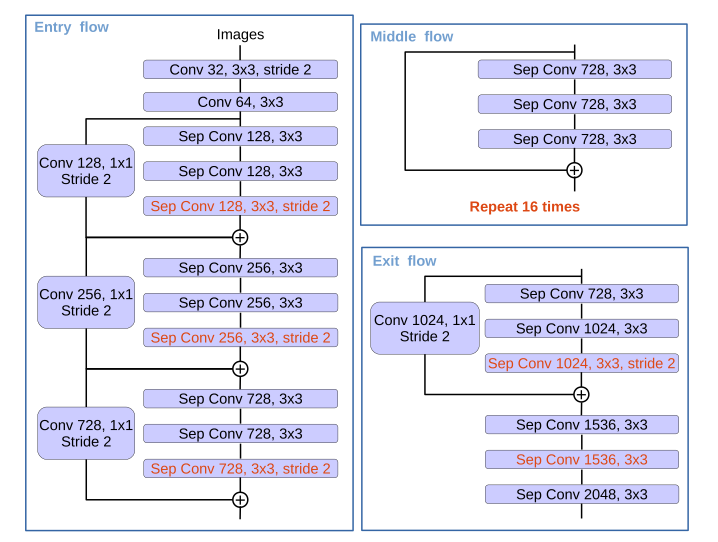 Entry flow
Images
Conv 32, 3x3, stride 2
Conv 64, 3x3
Sep Conv 128, 3x3
Conv 128, 1x1
Stride 2
Sep Conv 128, 3x3
Sep Conv 128, 3x3, stride 2
+
Sep Conv 256, 3x3
Conv 256, 1x1
Stride 2
Sep Conv 256, 3x3
Sep Conv 256, 3x3, stride 2
+
Sep Conv 728, 3x3
Conv 728, 1x1
Stride 2
Sep Conv 728, 3x3
Sep Conv 728, 3x3, stride 2
+
Middle flow
Sep Conv 728, 3x3
Sep Conv 728, 3x3
Sep Conv 728, 3x3
+
Repeat 16 times
Exit flow
Sep Conv 728, 3x3
Conv 1024, 1x1
Stride 2
Sep Conv 1024, 3x3
Sep Conv 1024, 3x3, stride 2
+
Sep Conv 1536, 3x3
Sep Conv 1536, 3x3
Sep Conv 2048, 3x3